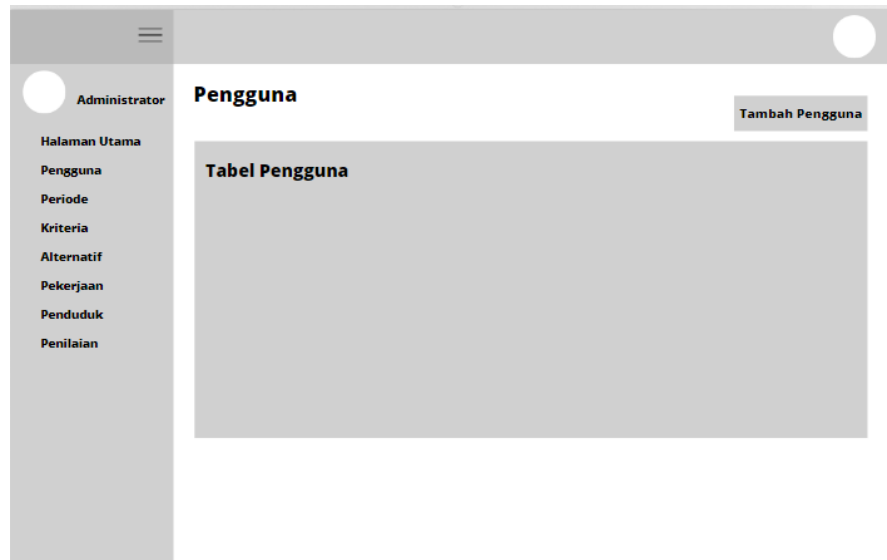 Administrator
Halaman Utama
Pengguna
Periode
Kriteria
Alternatif
Pekerjaan
Penduduk
Penilaian
Pengguna
Tambah Pengguna
Tabel Pengguna